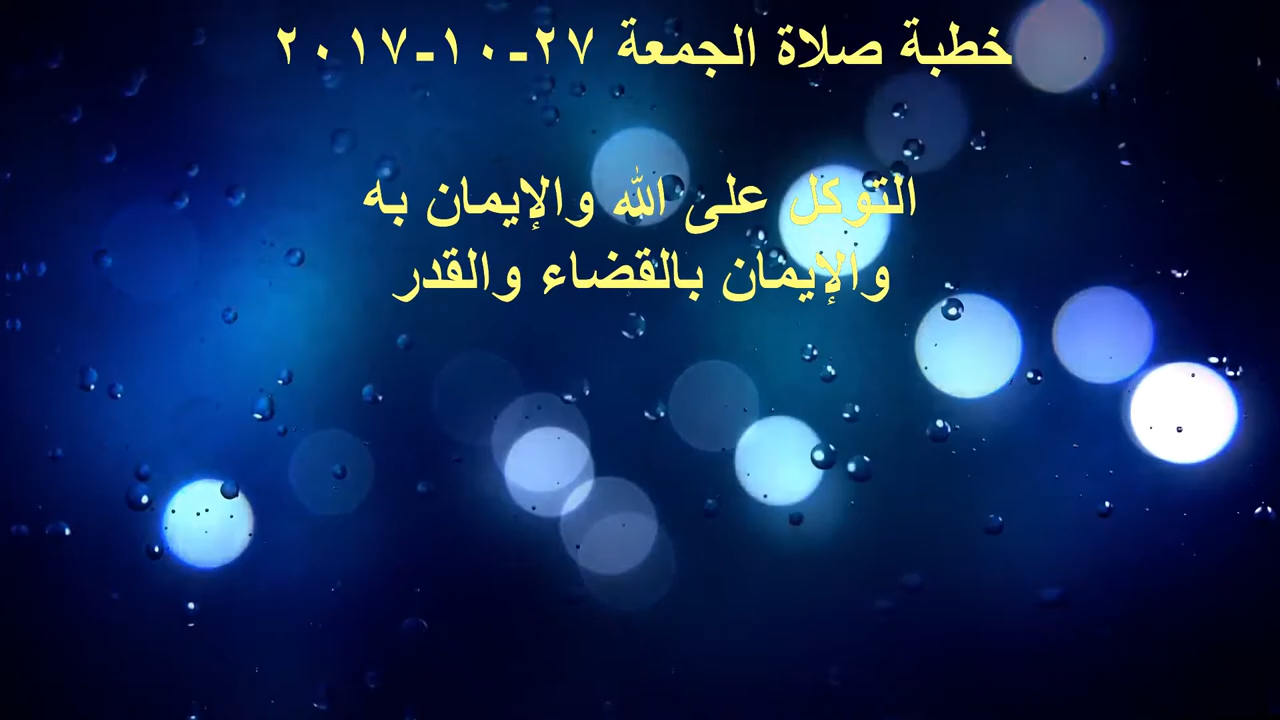 خطبة صلاة الجمعة ٢٧-١٠-٢٠١٧
التوكل على الله والإيمان به
والإيمان بالقضاء والقدر